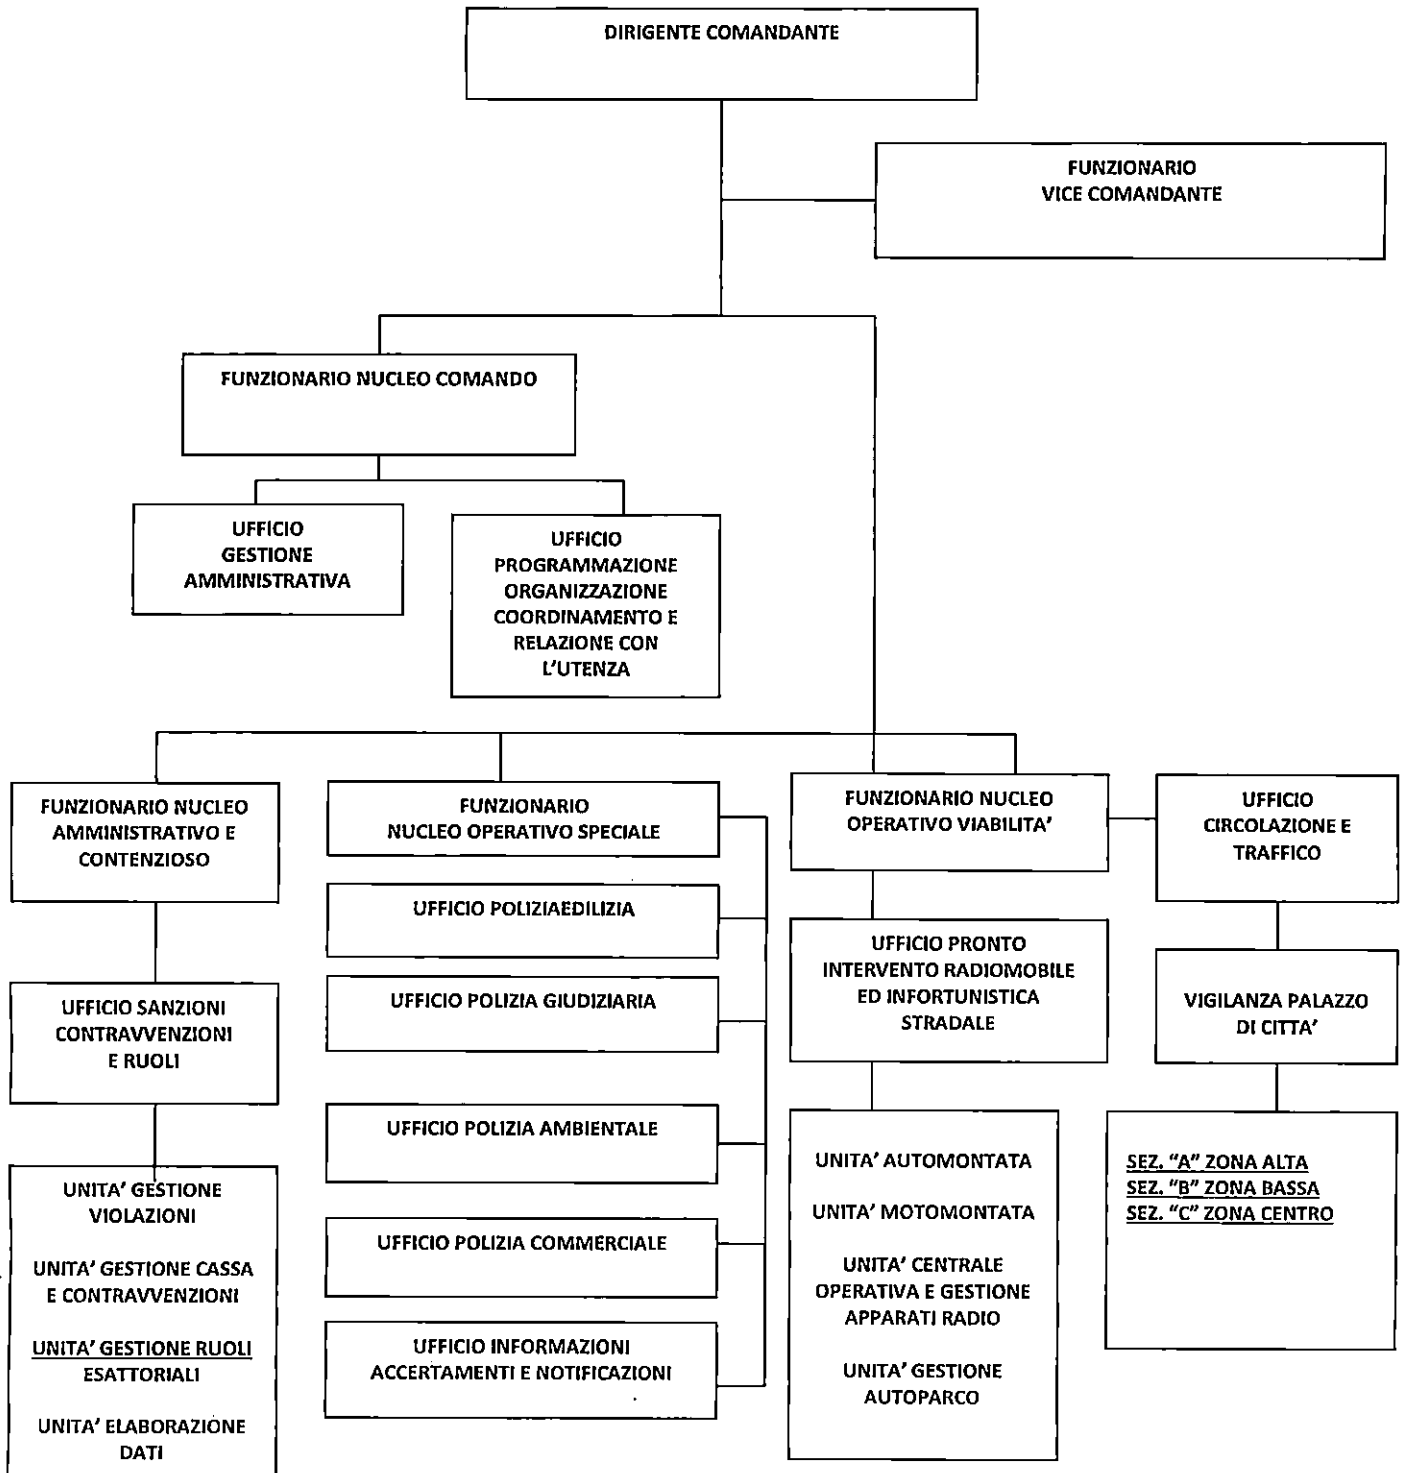 DIRIGENTE COMANDANTE
FUNZIONARIO
VICE COMANDANTE
FUNZIONARIO NUCLEO COMANDO
UFFICIO
GESTIONE
AMMINISTRATIVA
UFFICIO
PROGRAMMAZIONE
ORGANIZZAZIONE
COORDINAMENTO E
RELAZIONE CON
L'UTENZA
FUNZIONARIO NUCLEO
AMMINISTRATIVO E
CONTENZIOSO
UFFICIO SANZIONI
CONTRAVVENZIONI
E RUOLI
UNITA' GESTIONE
VIOLAZIONI
UNITA' GESTIONE CASSA
E CONTRAVVENZIONI
UNITA' GESTIONE RUOLI
ESATTORIALI
UNITA' ELABORAZIONE
DATI
FUNZIONARIO
NUCLEO OPERATIVO SPECIALE
UFFICIO POLIZIAEDILIZIA
UFFICIO POLIZIA GIUDIZIARIA
UFFICIO POLIZIA AMBIENTALE
UFFICIO POLIZIA COMMERCIALE
UFFICIO INFORMAZIONI
ACCERTAMENTI E NOTIFICAZIONI
FUNZIONARIO NUCLEO
OPERATIVO VIABILITA'
UFFICIO PRONTO
INTERVENTO RADIOMOBILE
ED INFORTUNISTICA
STRADALE
UNITA' AUTOMONTATA
UNITA' MOTOMONTATA
UNITA' CENTRALE
OPERATIVA E GESTIONE
APPARATI RADIO
UNITA' GESTIONE
AUTOPARCO
UFFICIO
CIRCOLAZIONE E
TRAFFICO
VIGILANZA PALAZZO
DI CITTA'
SEZ. "A" ZONA ALTA
SEZ. "B" ZONA BASSA
SEZ. "C" ZONA CENTRO